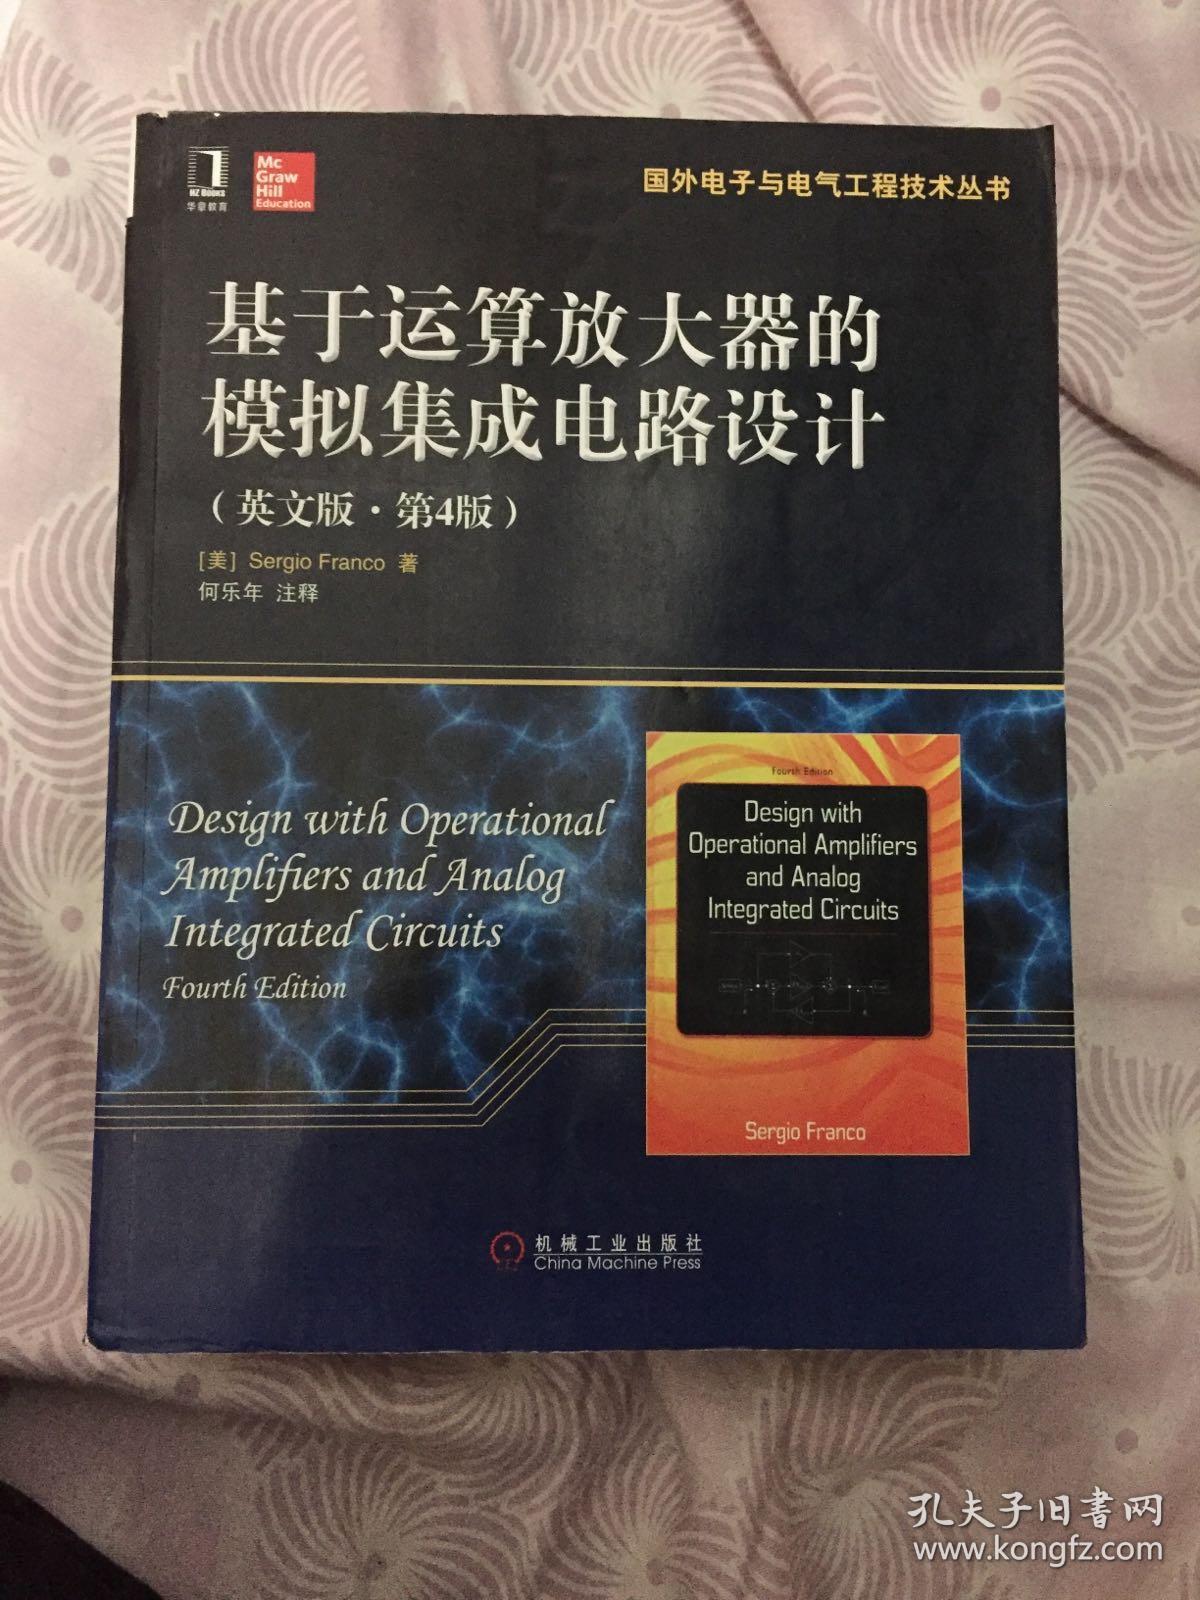 HZ Books
华章教育
Mc
Graw
Hill
Education
国外电子与电气工程技术丛书
基于运算放大器的
模拟集成电路设计
（英文版·第4版）
[美] Sergio Franco 著
何乐年 注释
Design with Operational
Amplifiers and Analog
Integrated Circuits
Fourth Edition
Fourth Edition
Design with
Operational Amplifiers
and Analog
Integrated Circuits
Sergio Franco
机械工业出版社
China Machine Press
孔夫子旧书网
www.kongfz.com